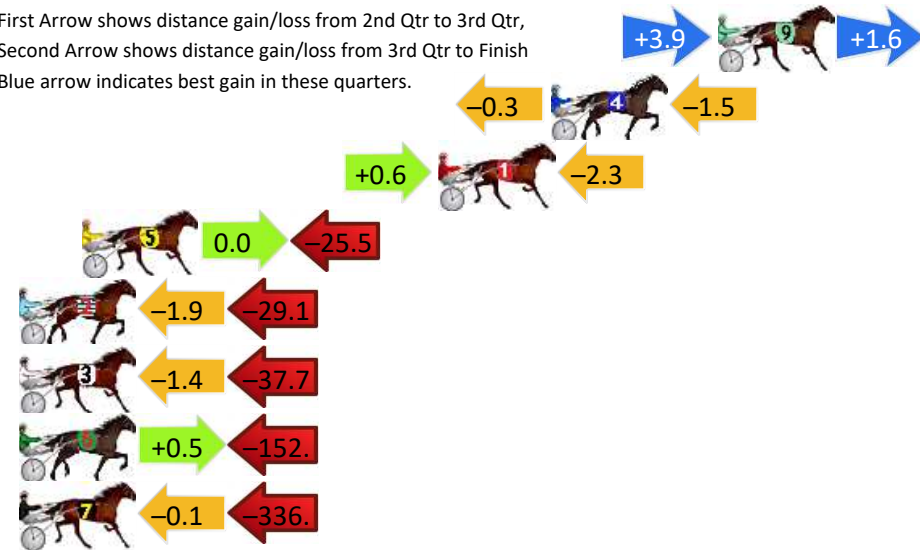 First Arrow shows distance gain/loss from 2nd Qtr to 3rd Qtr,
Second Arrow shows distance gain/loss from 3rd Qtr to Finish
Blue arrow indicates best gain in these quarters.
+3.9 9 +1.6
–0.3 4 –1.5
+0.6 1 –2.3
5 0.0 –25.5
2 –1.9 –29.1
3 –1.4 –37.7
6 +0.5 –152.
7 –0.1 –336.